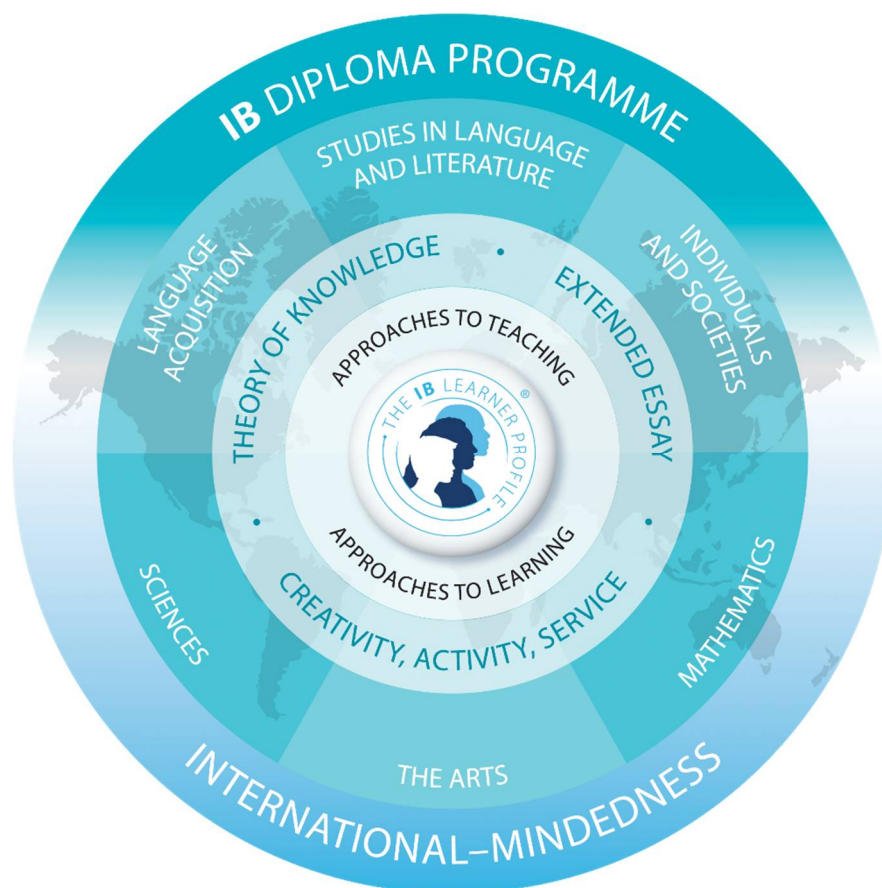 IB DIPLOMA PROGRAMME
STUDIES IN LANGUAGE
AND LITERATURE
LANGUAGE
ACQUISITION
INDIVIDUALS
AND SOCIETIES
THEORY OF KNOWLEDGE
·
EXTENDED ESSAY
·
APPROACHES TO TEACHING
THE IB LEARNER PROFILE
®
APPROACHES TO LEARNING
·
CREATIVITY, ACTIVITY, SERVICE
SCIENCES
MATHEMATICS
THE ARTS
INTERNATIONAL–MINDEDNESS